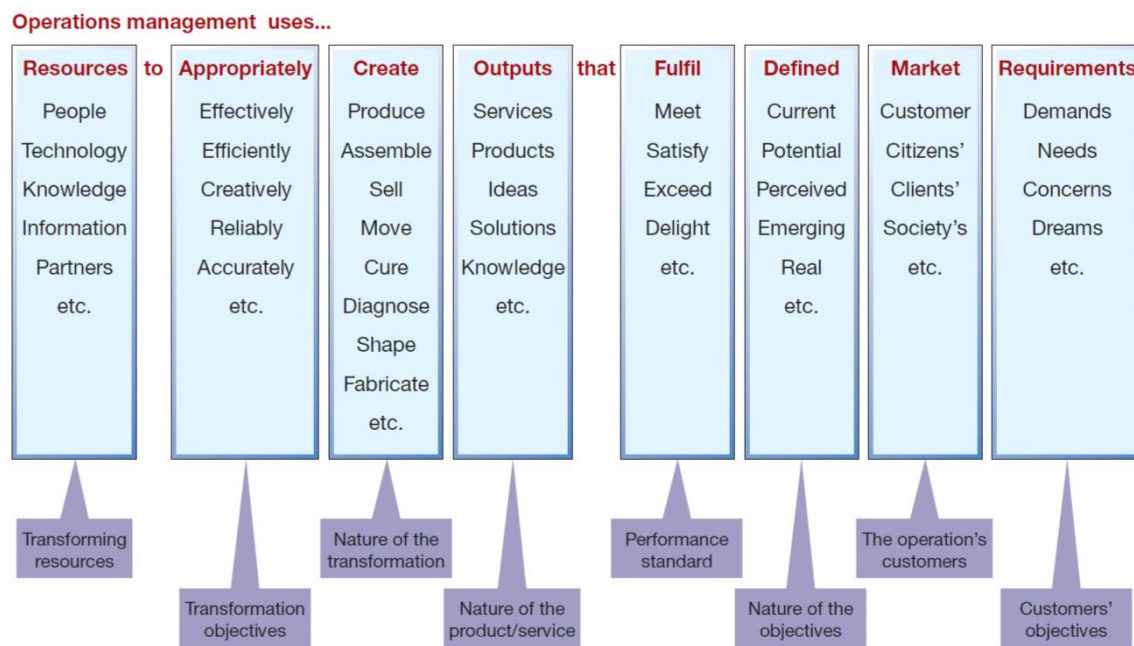 Operations management uses...
Resources to Appropriately Create Outputs that Fulfil Defined Market Requirements
People Effectively Produce Services Meet Current Customer Demands
Technology Efficiently Assemble Products Satisfy Potential Citizens' Needs
Knowledge Creatively Sell Ideas Exceed Perceived Clients' Concerns
Information Reliably Move Solutions Delight Emerging Society's Dreams
Partners Accurately Cure Knowledge etc. Real etc. etc.
etc. etc. Diagnose etc. etc.
Shape
Fabricate
etc.
Transforming Nature of the Performance The operation's
resources transformation standard customers
Transformation Nature of the Nature of the Customers'
objectives product/service objectives objectives